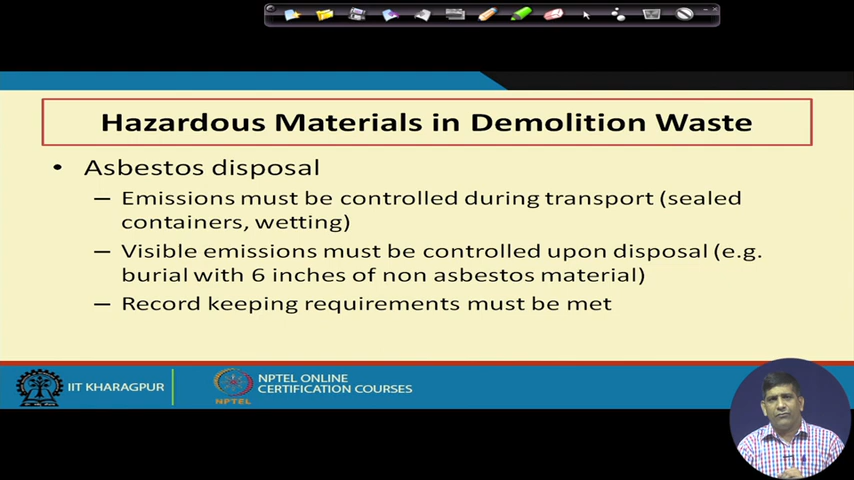 Hazardous Materials in Demolition Waste
• Asbestos disposal
– Emissions must be controlled during transport (sealed
containers, wetting)
– Visible emissions must be controlled upon disposal (e.g.
burial with 6 inches of non asbestos material)
– Record keeping requirements must be met
IIT KHARAGPUR
NPTEL
NPTEL ONLINE
CERTIFICATION COURSES